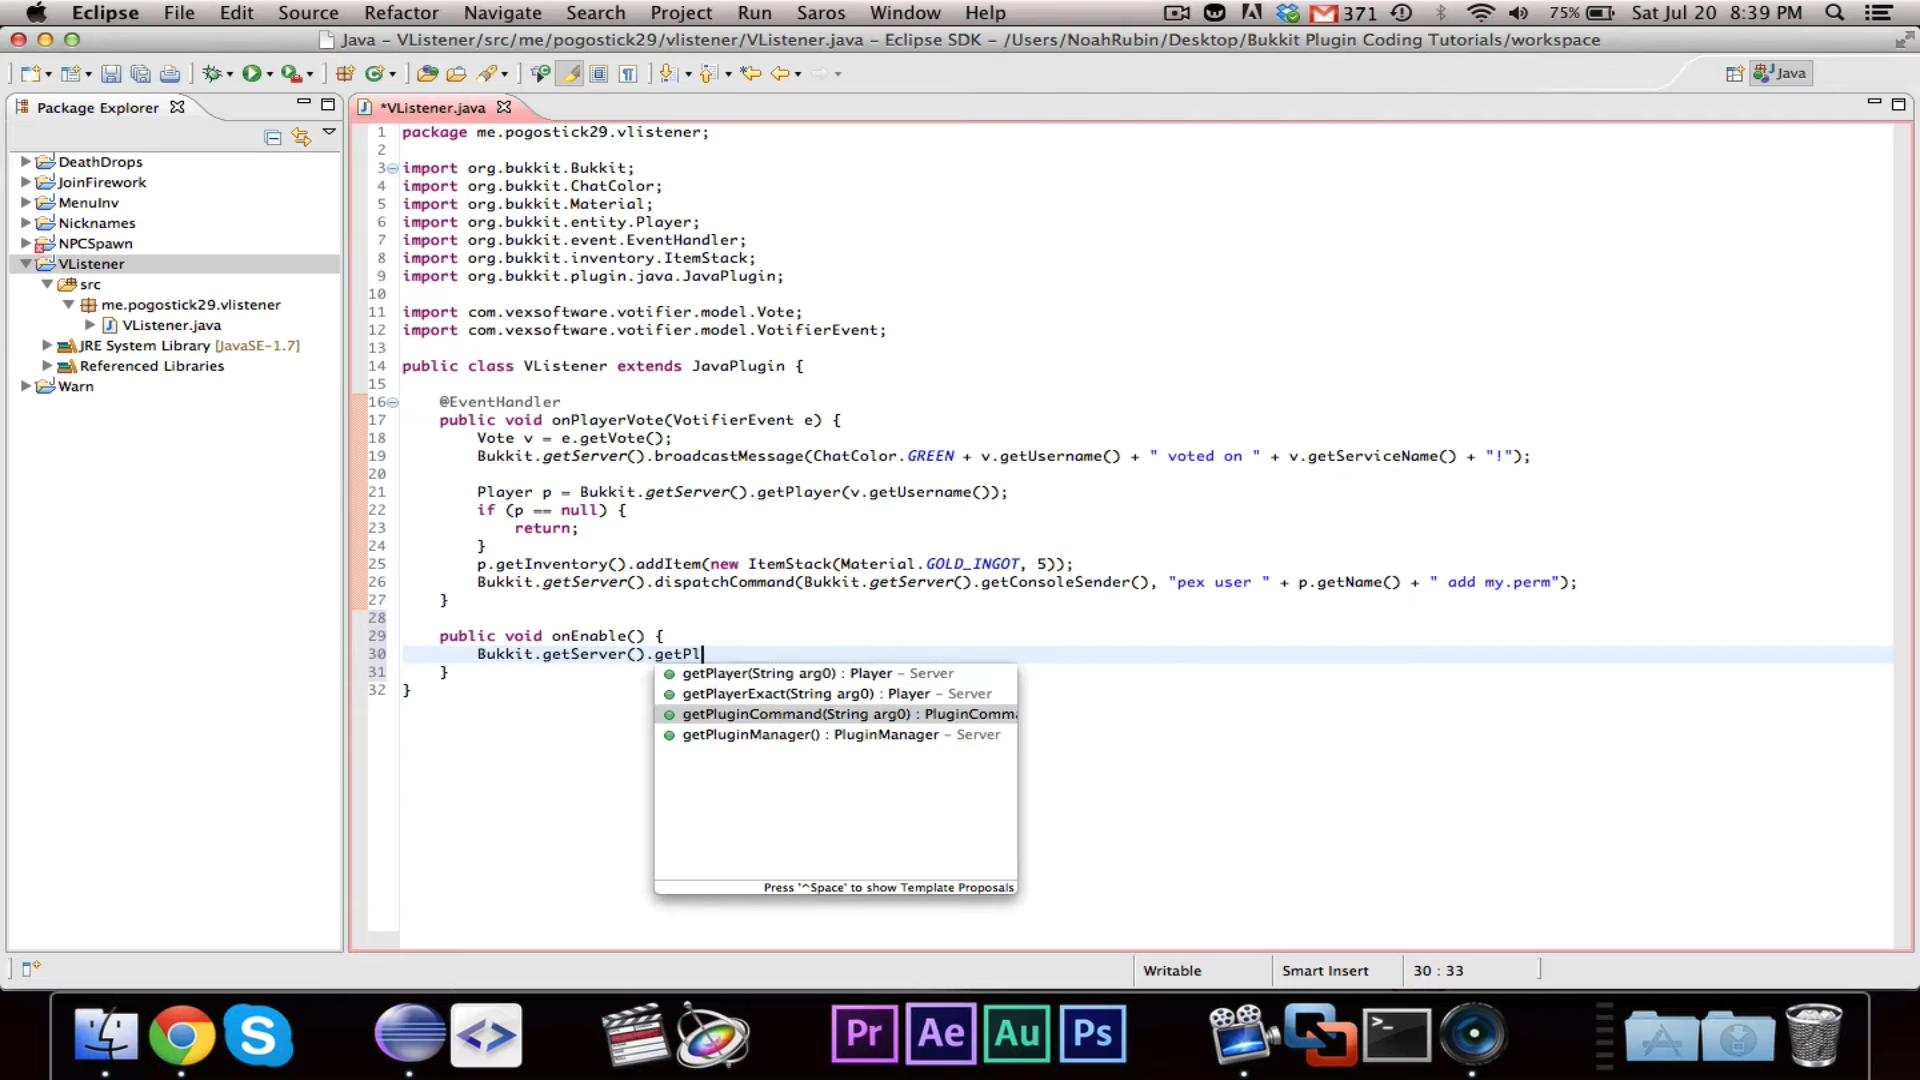 Eclipse File Edit Source Refactor Navigate Search Project Run Saros Window Help 371 75% Sat Jul 20 8:39 PM
Java – VListener/src/me/pogostick29/vlistener/VListener.java – Eclipse SDK – /Users/NoahRubin/Desktop/Bukkit Plugin Coding Tutorials/workspace
Java
Package Explorer
DeathDrops
JoinFirework
MenuInv
Nicknames
NPCSpawn
VListener
src
me.pogostick29.vlistener
VListener.java
JRE System Library [JavaSE-1.7]
Referenced Libraries
Warn
*VListener.java
1 package me.pogostick29.vlistener;
2
3 import org.bukkit.Bukkit;
4 import org.bukkit.ChatColor;
5 import org.bukkit.Material;
6 import org.bukkit.entity.Player;
7 import org.bukkit.event.EventHandler;
8 import org.bukkit.inventory.ItemStack;
9 import org.bukkit.plugin.java.JavaPlugin;
10
11 import com.vexsoftware.votifier.model.Vote;
12 import com.vexsoftware.votifier.model.VotifierEvent;
13
14 public class VListener extends JavaPlugin {
15
16 @EventHandler
17 public void onPlayerVote(VotifierEvent e) {
18 Vote v = e.getVote();
19 Bukkit.getServer().broadcastMessage(ChatColor.GREEN + v.getUsername() + " voted on " + v.getServiceName() + "!");
20
21 Player p = Bukkit.getServer().getPlayer(v.getUsername());
22 if (p == null) {
23 return;
24 }
25 p.getInventory().addItem(new ItemStack(Material.GOLD_INGOT, 5));
26 Bukkit.getServer().dispatchCommand(Bukkit.getServer().getConsoleSender(), "pex user " + p.getName() + " add my.perm");
27 }
28
29 public void onEnable() {
30 Bukkit.getServer().getPl
31 }
32 }
getPlayer(String arg0) : Player – Server
getPlayerExact(String arg0) : Player – Server
getPluginCommand(String arg0) : PluginComma
getPluginManager() : PluginManager – Server
Press '^Space' to show Template Proposals
Writable Smart Insert 30 : 33
Pr Ae Au Ps